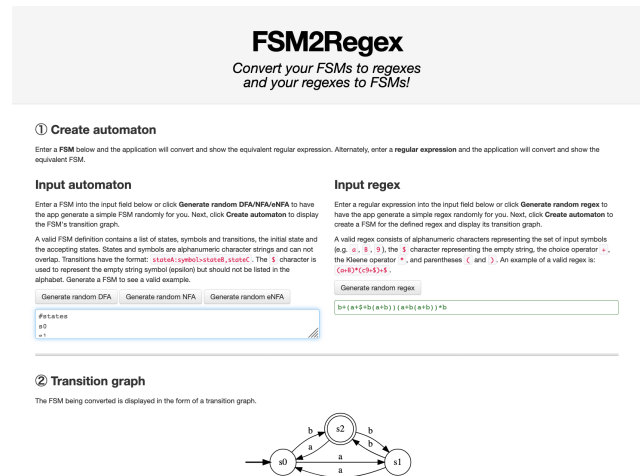 FSM2Regex
Convert your FSMs to regexes
and your regexes to FSMs!
① Create automaton
Enter a FSM below and the application will convert and show the equivalent regular expression. Alternately, enter a regular expression and the application will convert and show the
equivalent FSM.
Input automaton
Enter a FSM into the input field below or click Generate random DFA/NFA/eNFA to have
the app generate a simple FSM randomly for you. Next, click Create automaton to display
the FSM's transition graph.
A valid FSM definition contains a list of states, symbols and transitions, the initial state and
the accepting states. States and symbols are alphanumeric character strings and can not
overlap. Transitions have the format: stateA:symbol>stateB,stateC. The $ character is
used to represent the empty string symbol (epsilon) but should not be listed in the
alphabet. Generate a FSM to see a valid example.
Generate random DFA Generate random NFA Generate random eNFA
#states
s0
s1
Input regex
Enter a regular expression into the input field below or click Generate random regex to
have the app generate a simple regex randomly for you. Next, click Create automaton to
create a FSM for the defined regex and display its transition graph.
A valid regex consists of alphanumeric characters representing the set of input symbols
(e.g. a, B, 9), the $ character representing the empty string, the choice operator +,
the Kleene operator *, and parentheses ( and ). An example of a valid regex is:
(a+B)*(c9+$)+$.
Generate random regex
b+(a+$+b(a+b))(a+b(a+b))*b
② Transition graph
The FSM being converted is displayed in the form of a transition graph.
b s2 b
a b
s0 a s1
a